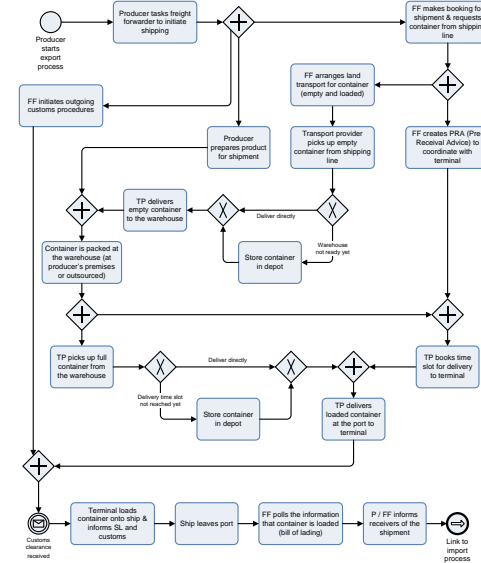 Producer tasks freight
forwarder to initiate
shipping
FF makes booking for
shipment & requests
container from shipping
line
Producer
starts
export
process
FF arranges land
transport for container
(empty and loaded)
FF initiates outgoing
customs procedures
Producer
prepares product
for shipment
Transport provider
picks up empty
container from shipping
line
FF creates PRA (Pre-
Receival Advice) to
coordinate with
terminal
TP delivers
empty container
to the warehouse
Deliver directly
Container is packed at
the warehouse (at
producer's premises
or outsourced)
Store container
in depot
Warehouse
not ready yet
TP picks up full
container from
the warehouse
Deliver directly
TP books time
slot for delivery
to terminal
Delivery time slot
not reached yet
Store container
in depot
TP delivers
loaded container
at the port to
terminal
Terminal loads
container onto ship &
informs SL and
customs
Ship leaves port
FF polls the information
that container is loaded
(bill of lading)
P / FF informs
receivers of the
shipment
Customs
clearance
received
Link to
import
process